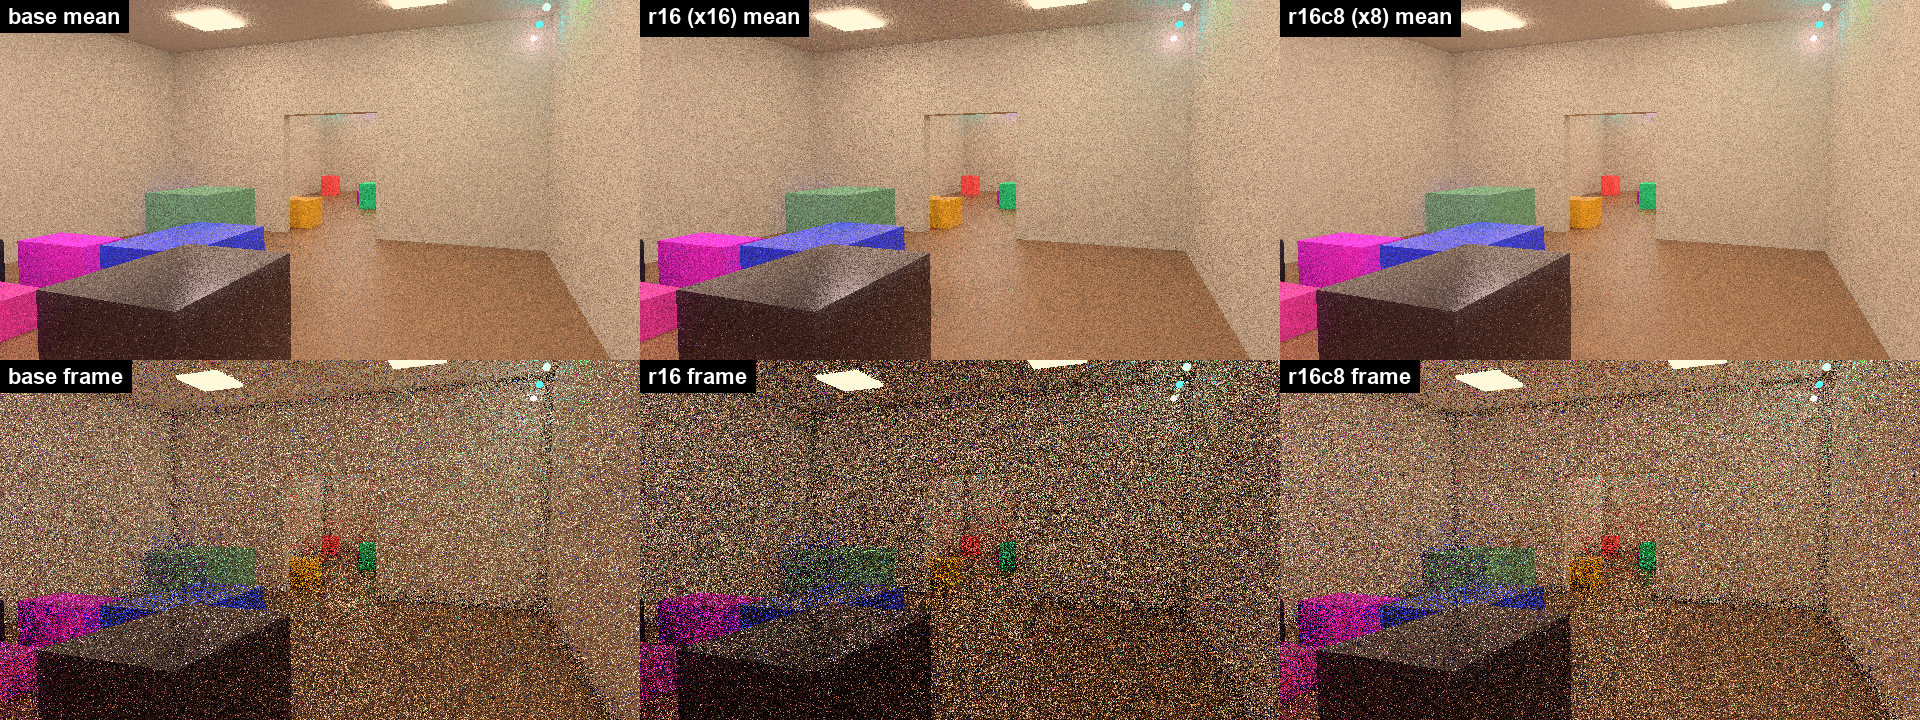 base mean
r16 (x16) mean
r16c8 (x8) mean
base frame
r16 frame
r16c8 frame